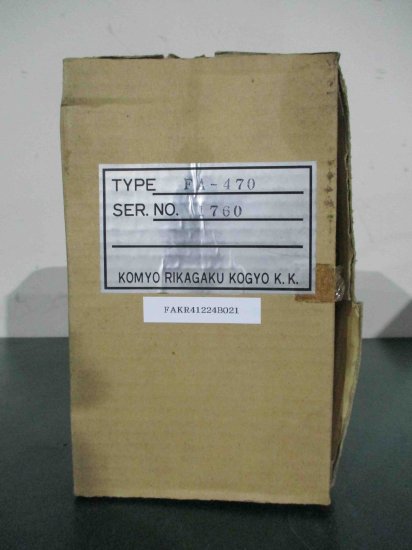 TYPE FA-470
SER. NO. 1760
KOMYO RIKAGAKU KOGYO K. K.
FAKR41224B021